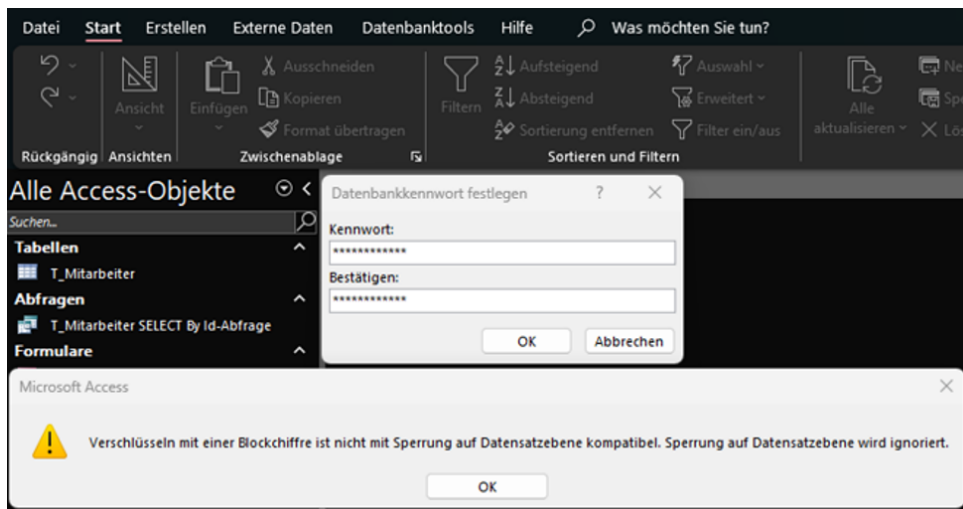 Datei Start Erstellen Externe Daten Datenbanktools Hilfe Was möchten Sie tun?
Ausschneiden Aufsteigend Auswahl
Ansicht Einfügen Kopieren Filtern Absteigend Erweitert Alle aktualisieren
Format übertragen Sortierung entfernen Filter ein/aus
Rückgängig Ansichten Zwischenablage Sortieren und Filtern
Alle Access-Objekte
Suchen...
Tabellen
T_Mitarbeiter
Abfragen
T_Mitarbeiter SELECT By Id-Abfrage
Formulare
Datenbankkennwort festlegen ?
Kennwort:
************
Bestätigen:
************
OK Abbrechen
Microsoft Access
Verschlüsseln mit einer Blockchiffre ist nicht mit Sperrung auf Datensatzebene kompatibel. Sperrung auf Datensatzebene wird ignoriert.
OK